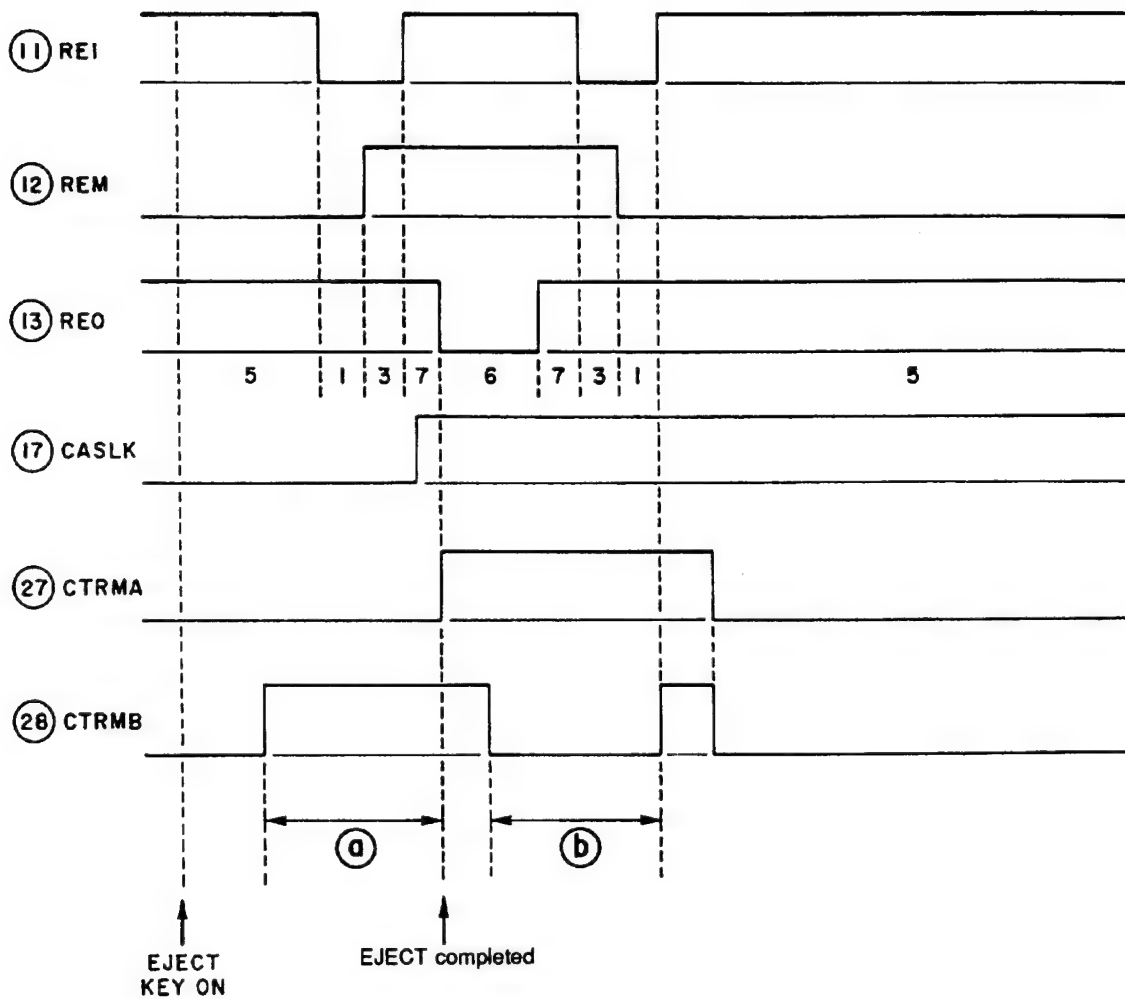 11 REI
12 REM
13 REO
5 1 3 7 6 7 3 1 5
17 CASLK
27 CTRMA
28 CTRMB
a b
EJECT KEY ON
EJECT completed